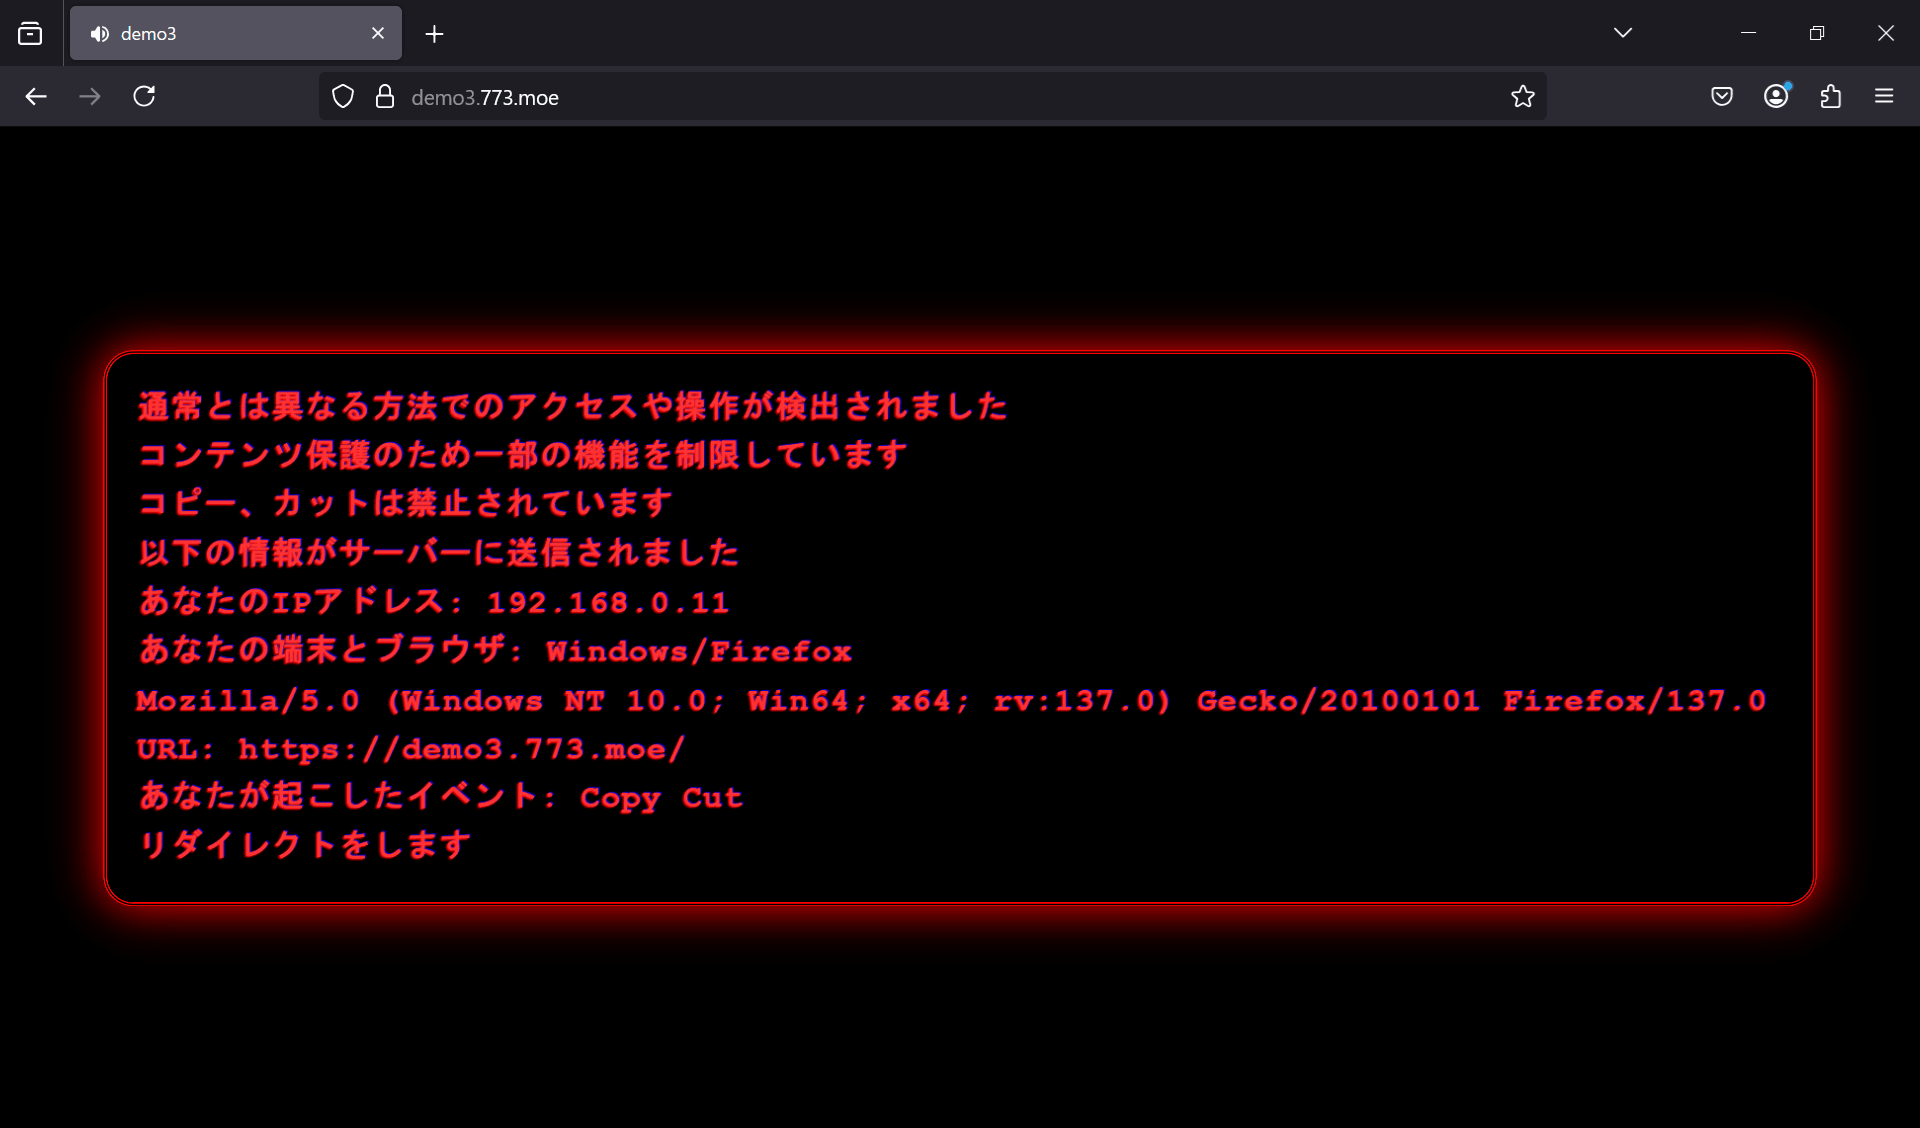 demo3
demo3.773.moe
通常とは異なる方法でのアクセスや操作が検出されました
コンテンツ保護のため一部の機能を制限しています
コピー、カットは禁止されています
以下の情報がサーバーに送信されました
あなたのIPアドレス: 192.168.0.11
あなたの端末とブラウザ: Windows/Firefox
Mozilla/5.0 (Windows NT 10.0; Win64; x64; rv:137.0) Gecko/20100101 Firefox/137.0
URL: https://demo3.773.moe/
あなたが起こしたイベント: Copy Cut
リダイレクトをします